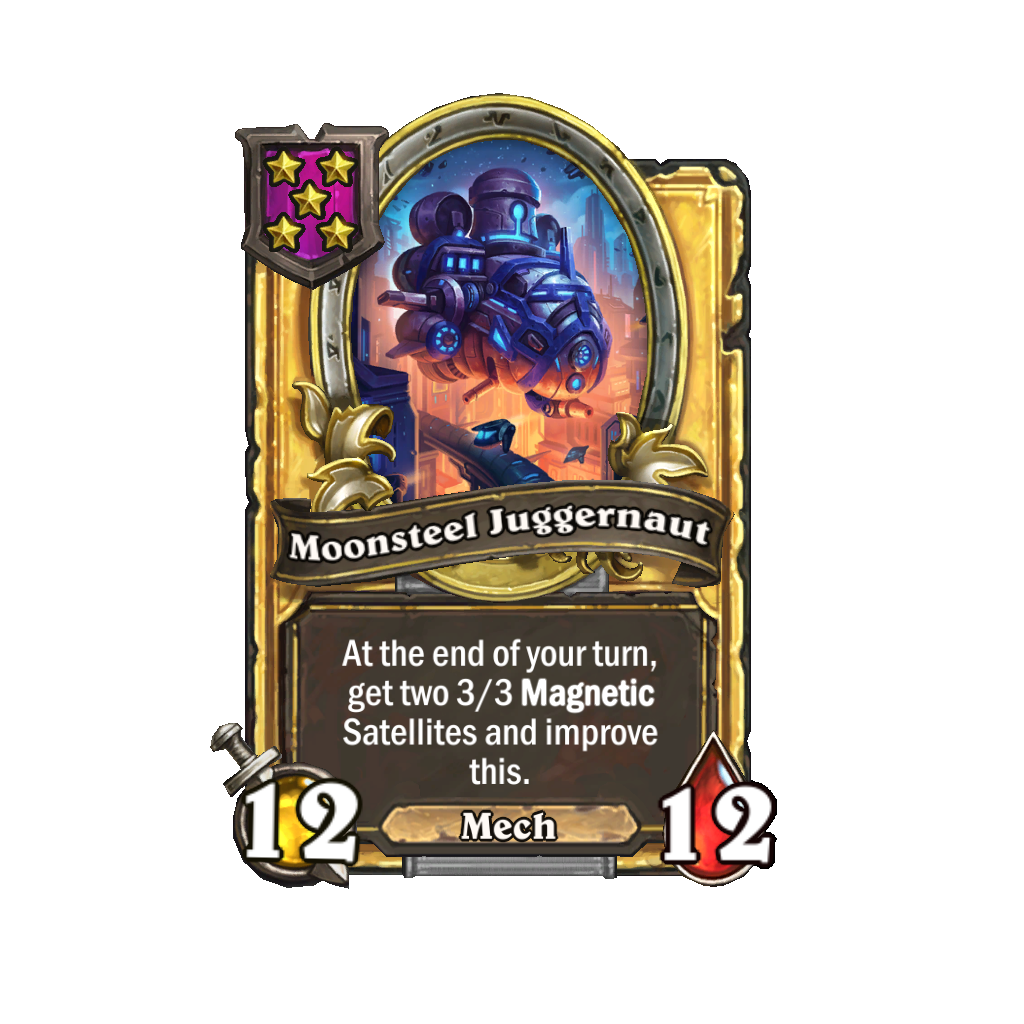 Moonsteel Juggernaut
At the end of your turn,
get two 3/3 Magnetic
Satellites and improve
this.
12
Mech
12